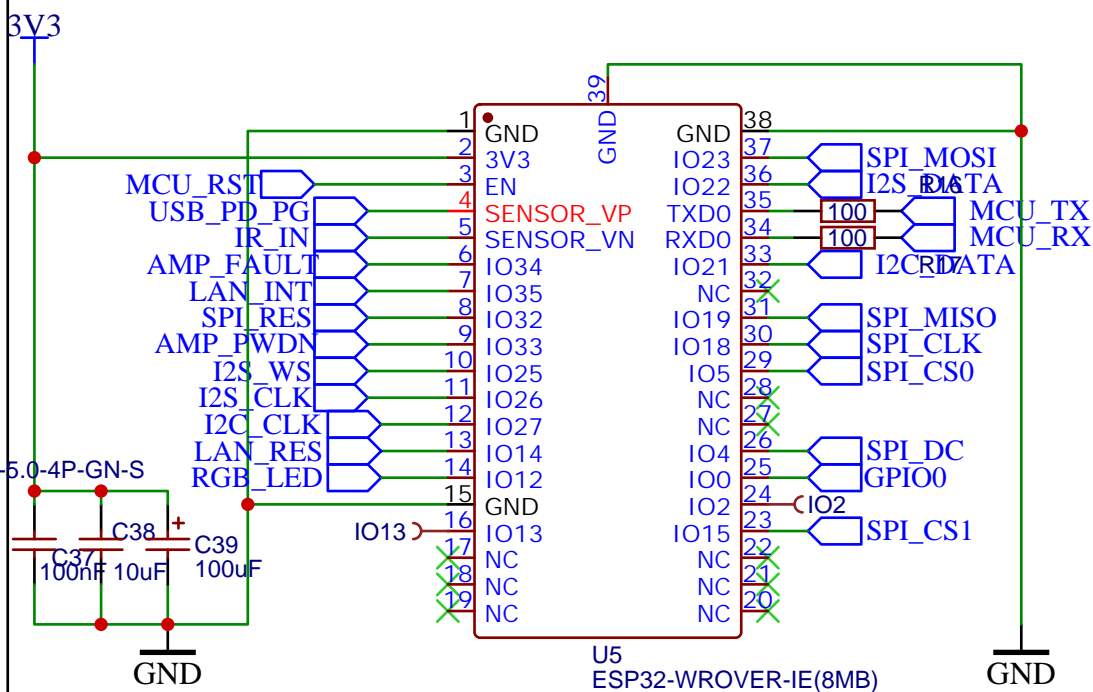 3V3
39
GND
1 GND GND 38
2 3V3 IO23 37 SPI_MOSI
MCU_RST 3 EN IO22 36 I2S_DATA
R16
USB_PD_PG 4 SENSOR_VP TXD0 35 100 MCU_TX
IR_IN 5 SENSOR_VN RXD0 34 100 MCU_RX
AMP_FAULT 6 IO34 IO21 33 I2C_DATA
R17
LAN_INT 7 IO35 NC 32
SPI_RES 8 IO32 IO19 31 SPI_MISO
AMP_PWDN 9 IO33 IO18 30 SPI_CLK
I2S_WS 10 IO25 IO5 29 SPI_CS0
I2S_CLK 11 IO26 NC 28
I2C_CLK 12 IO27 NC 27
LAN_RES 13 IO14 IO4 26 SPI_DC
-5.0-4P-GN-S
RGB_LED 14 IO12 IO0 25 GPIO0
15 GND IO2 24 IO2
IO13 16 IO13 IO15 23 SPI_CS1
17 NC NC 22
18 NC NC 21
19 NC NC 20
C37
100nF
C38
10uF
+
C39
100uF
GND
U5
ESP32-WROVER-IE(8MB)
GND